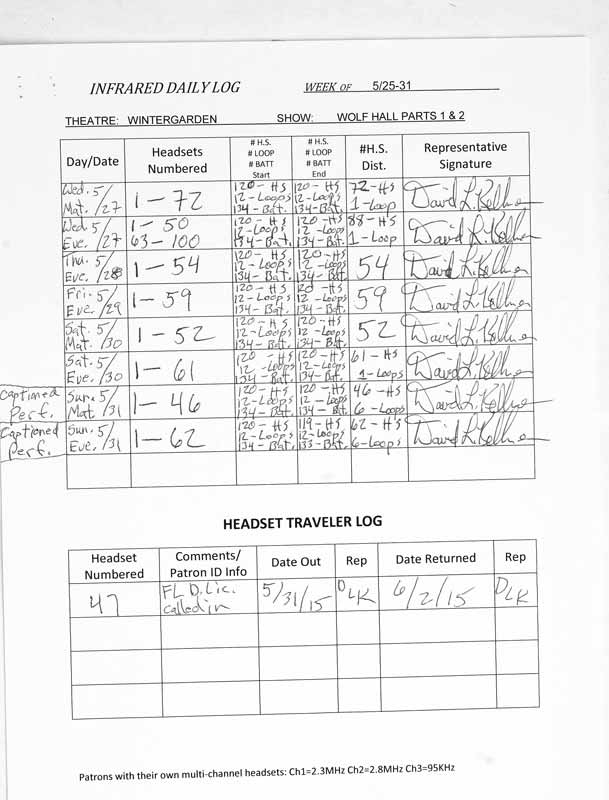 INFRARED DAILY LOG WEEK OF 5/25-31
THEATRE: WINTERGARDEN SHOW: WOLF HALL PARTS 1 & 2
Day/Date Headsets Numbered # H.S. # LOOP # BATT Start # H.S. # LOOP # BATT End #H.S. Dist. Representative Signature
Wed. 5/27 Mat. 1-72 120-HS 12-Loops 134-Bat. 120-HS 12-Loops 134-Bat. 72-HS 1-Loop David L. Kellner
Wed. 5/27 Eve. 1-50 63-100 120-HS 12-Loops 134-Bat. 120-HS 12-Loops 134-Bat. 88-HS 1-Loop David L. Kellner
Thu. 5/28 Eve. 1-54 120-HS 12-Loops 134-Bat. 120-HS 12-Loops 134-Bat. 54 David L. Kellner
Fri. 5/29 Eve. 1-59 120-HS 12-Loops 134-Bat. 120-HS 12-Loops 134-Bat. 59 David L. Kellner
Sat. 5/30 Mat. 1-52 120-HS 12-Loops 134-Bat. 120-HS 12-Loops 134-Bat. 52 David L. Kellner
Sat. 5/30 Eve. 1-61 120-HS 12-Loops 134-Bat. 120-HS 12-Loops 134-Bat. 61-HS 1-Loops David L. Kellner
Captioned Perf. Sun. 5/31 Mat. 1-46 120-HS 12-Loops 134-Bat. 120-HS 12-Loops 134-Bat. 46-HS 6-Loops David L. Kellner
Captioned Perf. Sun. 5/31 Eve. 1-62 120-HS 12-Loops 134-Bat. 119-HS 12-Loops 133-Bat. 62-HS 6-Loops David L. Kellner
HEADSET TRAVELER LOG
Headset Numbered Comments/ Patron ID Info Date Out Rep Date Returned Rep
47 FL D. Lic. called in 5/31/15 DLK 6/2/15 DLK
Patrons with their own multi-channel headsets: Ch1=2.3MHz Ch2=2.8MHz Ch3=95KHz